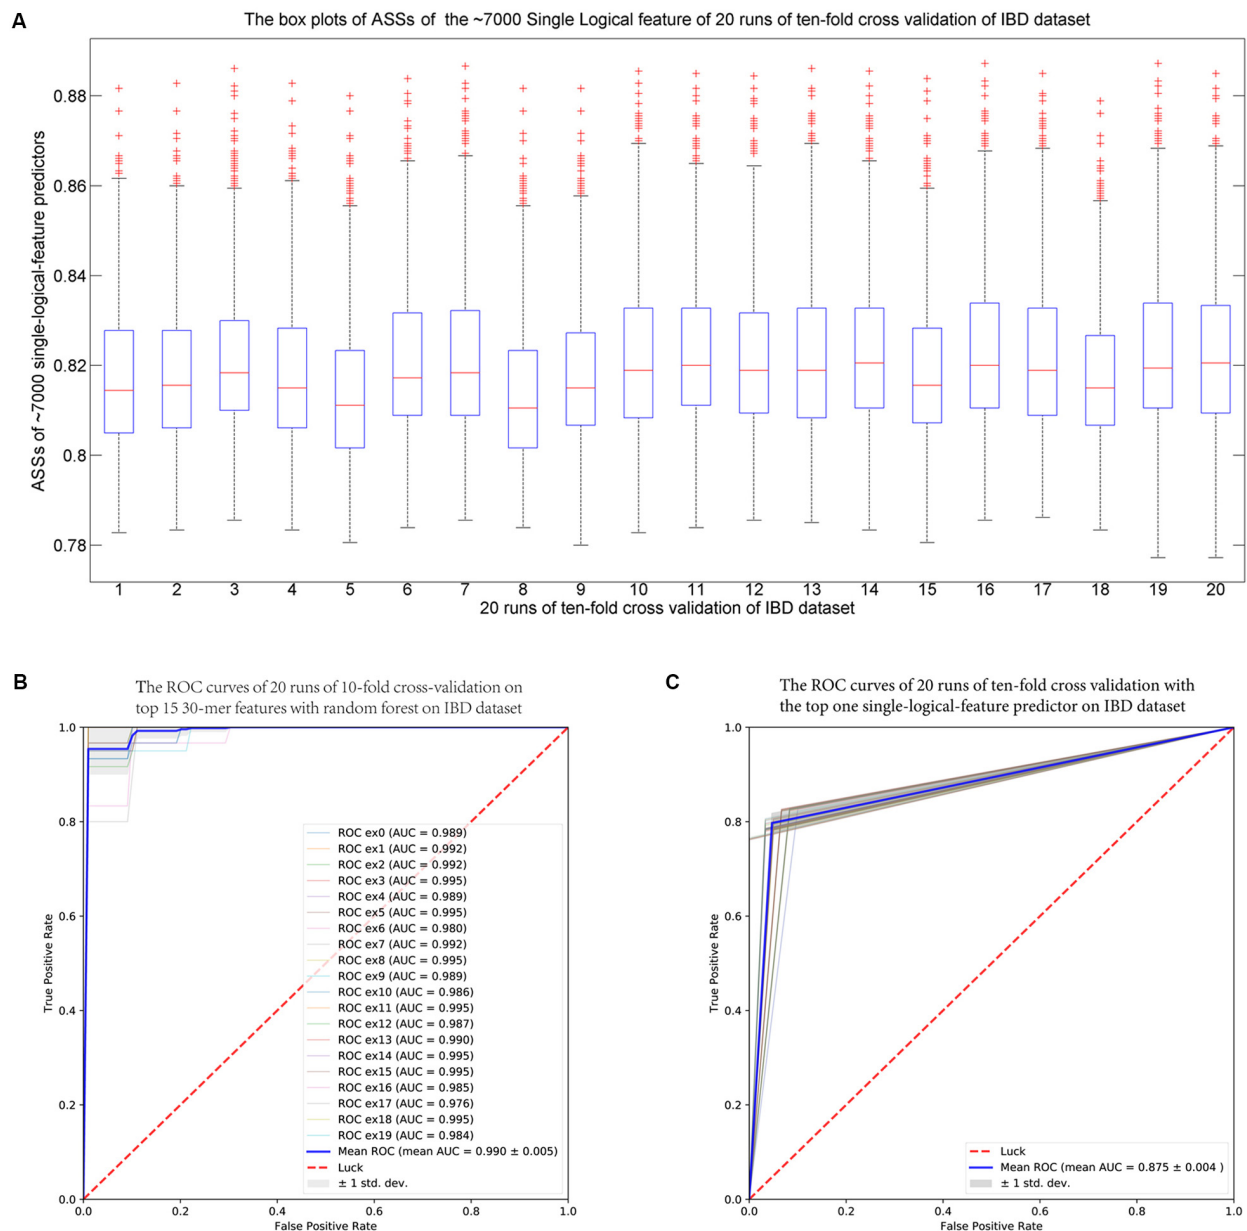 A
The box plots of ASSs of the ~7000 Single Logical feature of 20 runs of ten-fold cross validation of IBD dataset
ASSs of ~7000 single-logical-feature predictors
0.88
0.86
0.84
0.82
0.8
0.78
1 2 3 4 5 6 7 8 9 10 11 12 13 14 15 16 17 18 19 20
20 runs of ten-fold cross validation of IBD dataset
B
The ROC curves of 20 runs of 10-fold cross-validation on
top 15 30-mer features with random forest on IBD dataset
True Positive Rate
1.0
0.8
0.6
0.4
0.2
0.0
ROC ex0 (AUC = 0.989)
ROC ex1 (AUC = 0.992)
ROC ex2 (AUC = 0.992)
ROC ex3 (AUC = 0.995)
ROC ex4 (AUC = 0.989)
ROC ex5 (AUC = 0.995)
ROC ex6 (AUC = 0.980)
ROC ex7 (AUC = 0.992)
ROC ex8 (AUC = 0.995)
ROC ex9 (AUC = 0.989)
ROC ex10 (AUC = 0.986)
ROC ex11 (AUC = 0.995)
ROC ex12 (AUC = 0.987)
ROC ex13 (AUC = 0.990)
ROC ex14 (AUC = 0.995)
ROC ex15 (AUC = 0.995)
ROC ex16 (AUC = 0.985)
ROC ex17 (AUC = 0.976)
ROC ex18 (AUC = 0.995)
ROC ex19 (AUC = 0.984)
Mean ROC (mean AUC = 0.990 ± 0.005)
Luck
± 1 std. dev.
0.0 0.2 0.4 0.6 0.8 1.0
False Positive Rate
C
The ROC curves of 20 runs of ten-fold cross validation with
the top one single-logical-feature predictor on IBD dataset
True Positive Rate
1.0
0.8
0.6
0.4
0.2
0.0
Luck
Mean ROC (mean AUC = 0.875 ± 0.004 )
± 1 std. dev.
0.0 0.2 0.4 0.6 0.8 1.0
False Positive Rate